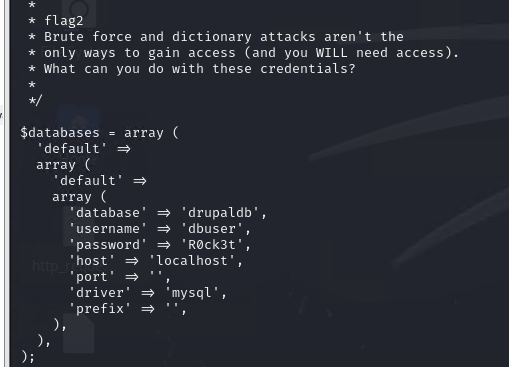 *
* flag2
* Brute force and dictionary attacks aren't the
* only ways to gain access (and you WILL need access).
* What can you do with these credentials?
*
*/
$databases = array (
'default' ⇒
array (
'default' ⇒
array (
'database' ⇒ 'drupaldb',
'username' ⇒ 'dbuser',
'password' ⇒ 'R0ck3t',
'host' ⇒ 'localhost',
'port' ⇒ '',
'driver' ⇒ 'mysql',
'prefix' ⇒ '',
),
),
);